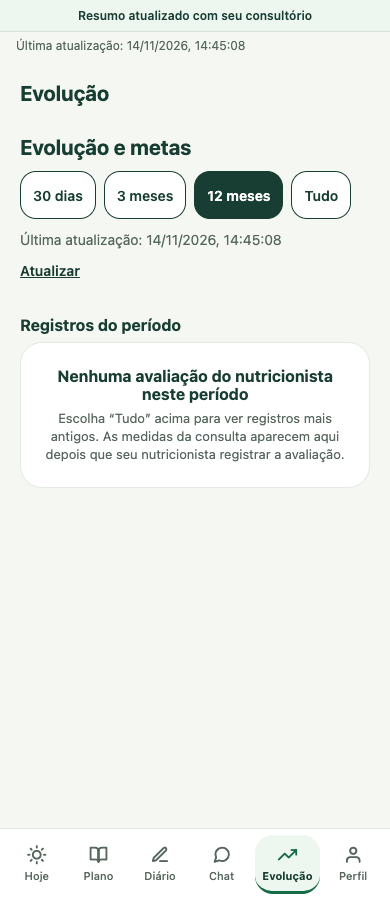 Resumo atualizado com seu consultório
Última atualização: 14/11/2026, 14:45:08
Evolução
Evolução e metas
30 dias
3 meses
12 meses
Tudo
Última atualização: 14/11/2026, 14:45:08
Atualizar
Registros do período
Nenhuma avaliação do nutricionista
neste período
Escolha “Tudo” acima para ver registros mais
antigos. As medidas da consulta aparecem aqui
depois que seu nutricionista registrar a avaliação.
Hoje
Plano
Diário
Chat
Evolução
Perfil